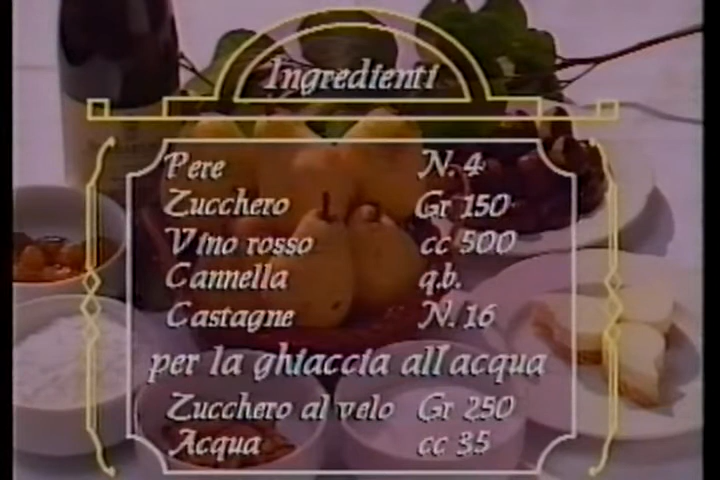 Ingredienti
Pere N. 4
Zucchero Gr 150
Vino rosso cc 500
Cannella q.b.
Castagne N. 16
per la ghiaccia all'acqua
Zucchero al velo Gr 250
Acqua cc 35